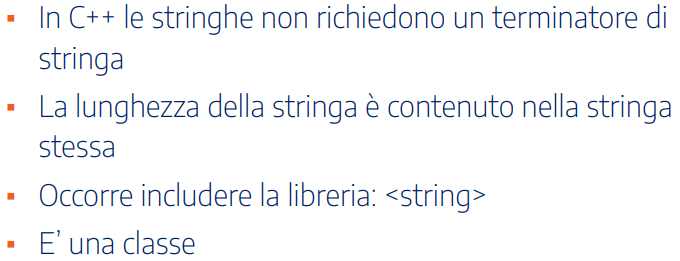 ▪ In C++ le stringhe non richiedono un terminatore di
stringa
▪ La lunghezza della stringa è contenuto nella stringa
stessa
▪ Occorre includere la libreria: <string>
▪ E’ una classe